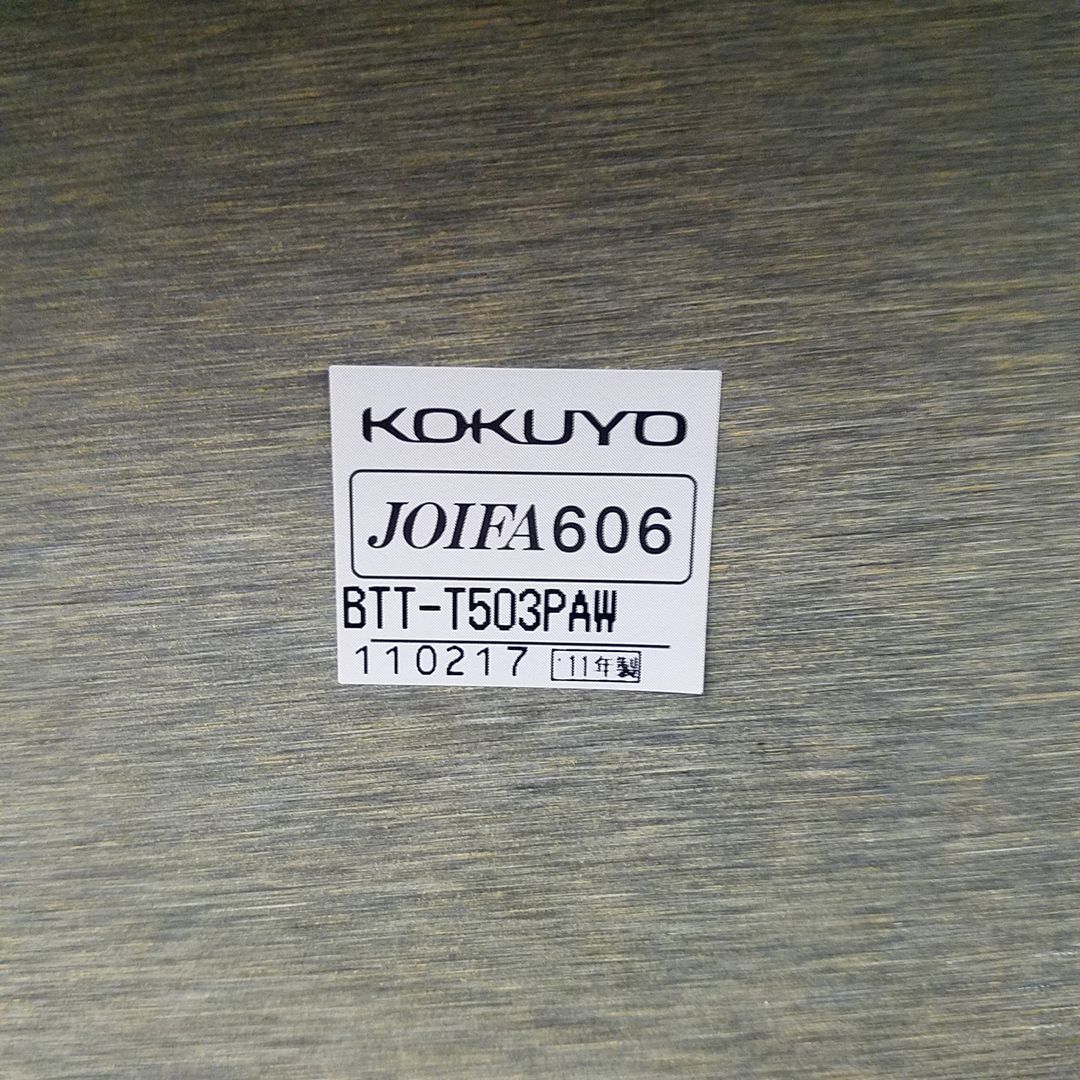 KOKUYO
JOIFA606
BTT-T503PAW
110217 '11年製